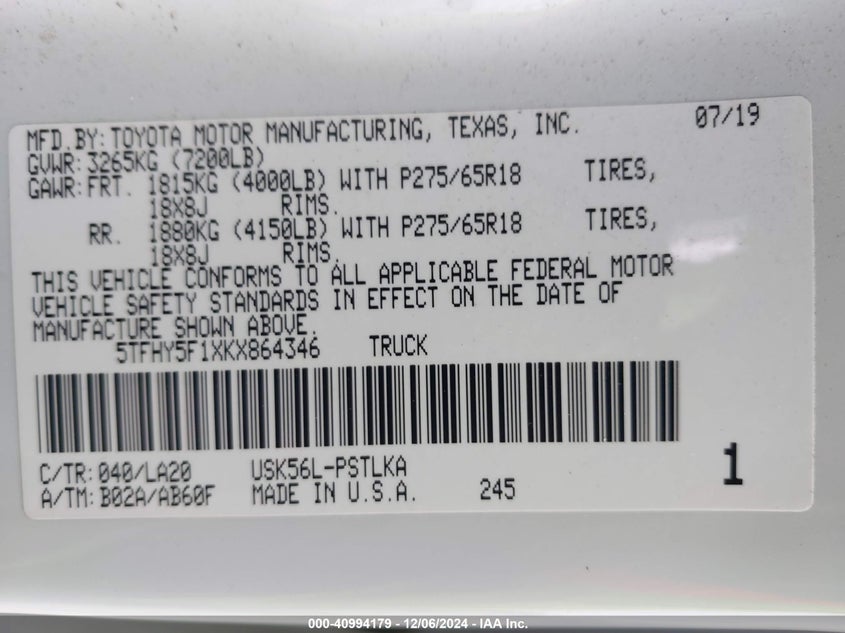 MFD.BY: TOYOTA MOTOR MANUFACTURING, TEXAS, INC. 07/19
GVWR: 3265KG (7200LB)
GAWR: FRT. 1815KG (4000LB) WITH P275/65R18 TIRES,
18X8J RIMS.
RR. 1880KG (4150LB) WITH P275/65R18 TIRES,
18X8J RIMS.
THIS VEHICLE CONFORMS TO ALL APPLICABLE FEDERAL MOTOR
VEHICLE SAFETY STANDARDS IN EFFECT ON THE DATE OF
MANUFACTURE SHOWN ABOVE.
5TFHY5F1XKX864346 TRUCK
C/TR: 040/LA20 USK56L-PSTLKA
A/TM: B02A/AB60F MADE IN U.S.A. 245 1
000-40994179 - 12/06/2024 - IAA Inc.